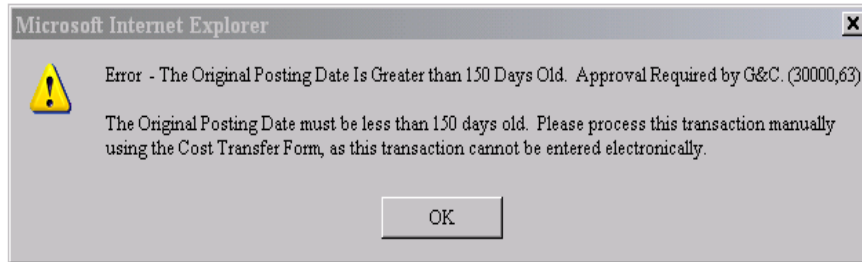 Microsoft Internet Explorer
Error - The Original Posting Date Is Greater than 150 Days Old. Approval Required by G&C. (30000,63)
The Original Posting Date must be less than 150 days old. Please process this transaction manually
using the Cost Transfer Form, as this transaction cannot be entered electronically.
OK